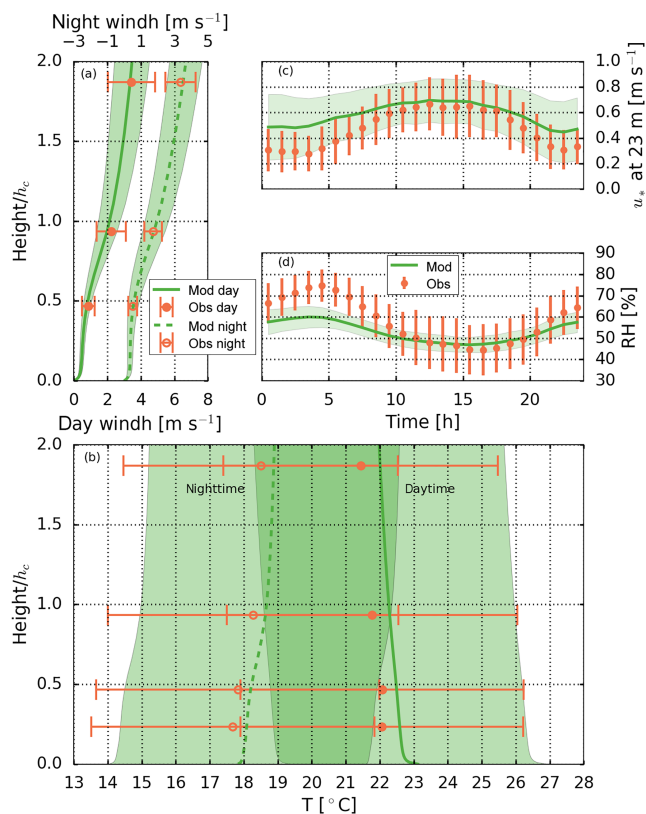 Night windh [m s⁻¹]
−3 −1 1 3 5
(a)
2.0
1.5
1.0
0.5
0.0
Height/h_c
Mod day
Obs day
Mod night
Obs night
0 2 4 6 8
Day windh [m s⁻¹]
(c)
1.0
0.8
0.6
0.4
0.2
0.0
u_* at 23 m [m s⁻¹]
(d)
Mod
Obs
90
80
70
60
50
40
30
RH [%]
0 5 10 15 20
Time [h]
(b)
2.0
1.5
1.0
0.5
0.0
Height/h_c
Nighttime
Daytime
13 14 15 16 17 18 19 20 21 22 23 24 25 26 27 28
T [°C]